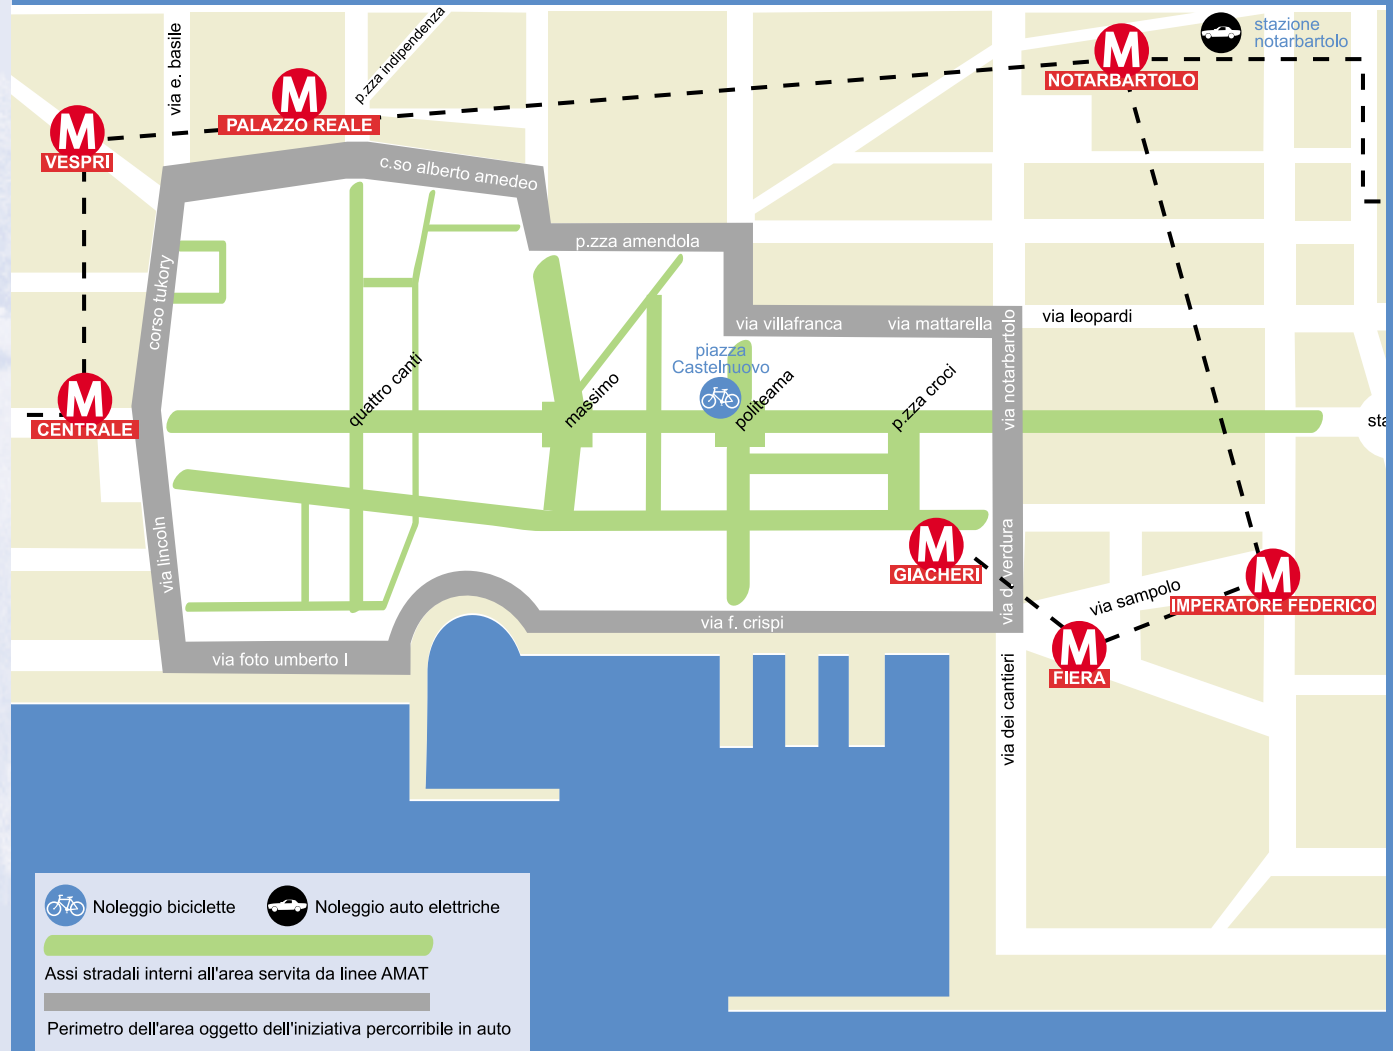 via e. basile
p.zza indipendenza
stazione
notarbartolo
M
NOTARBARTOLO
M
PALAZZO REALE
M
VESPRI
c.so alberto amedeo
p.zza amendola
corso tukory
via villafranca
via mattarella
via notarbartolo
via leopardi
piazza
Castelnuovo
quattro canti
massimo
politeama
p.zza croci
M
CENTRALE
sta
via lincoln
M
GIACHERI
via d. verdura
M
IMPERATORE FEDERICO
via sampolo
via f. crispi
M
FIERA
via foto umberto I
via dei cantieri
Noleggio biciclette
Noleggio auto elettriche
Assi stradali interni all'area servita da linee AMAT
Perimetro dell'area oggetto dell'iniziativa percorribile in auto